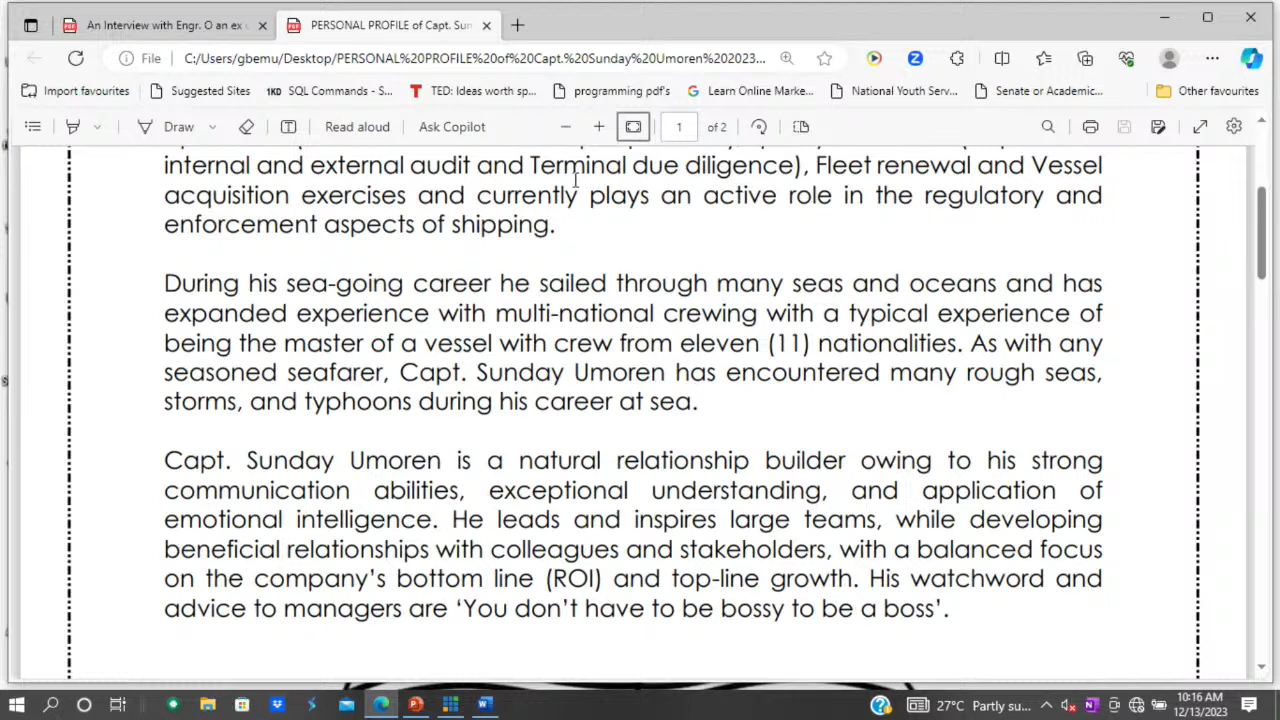 An Interview with Engr. O an ex
PERSONAL PROFILE of Capt. Sun
File
C:/Users/gbemu/Desktop/PERSONAL%20PROFILE%20of%20Capt.%20Sunday%20Umoren%202023...
Import favourites
Suggested Sites
1KD SQL Commands - S...
TED: Ideas worth sp...
programming pdf's
Learn Online Marke...
National Youth Serv...
Senate or Academic...
Other favourites
Draw
Read aloud
Ask Copilot
1 of 2
internal and external audit and Terminal due diligence), Fleet renewal and Vessel
acquisition exercises and currently plays an active role in the regulatory and
enforcement aspects of shipping.
During his sea-going career he sailed through many seas and oceans and has
expanded experience with multi-national crewing with a typical experience of
being the master of a vessel with crew from eleven (11) nationalities. As with any
seasoned seafarer, Capt. Sunday Umoren has encountered many rough seas,
storms, and typhoons during his career at sea.
Capt. Sunday Umoren is a natural relationship builder owing to his strong
communication abilities, exceptional understanding, and application of
emotional intelligence. He leads and inspires large teams, while developing
beneficial relationships with colleagues and stakeholders, with a balanced focus
on the company's bottom line (ROI) and top-line growth. His watchword and
advice to managers are 'You don't have to be bossy to be a boss'.
27°C Partly su...
10:16 AM
12/13/2023